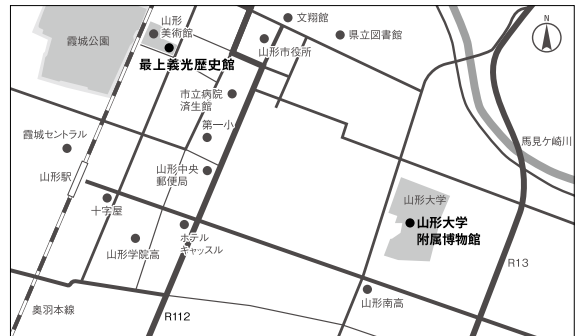 霞城公園
山形
美術館
最上義光歴史館
文翔館
山形市役所
県立図書館
N
市立病院
済生館
第一小
霞城セントラル
山形駅
山形中央
郵便局
馬見ケ崎川
十字屋
山形学院高
ホテル
キャッスル
山形大学
山形大学
附属博物館
R13
山形南高
奥羽本線
R112